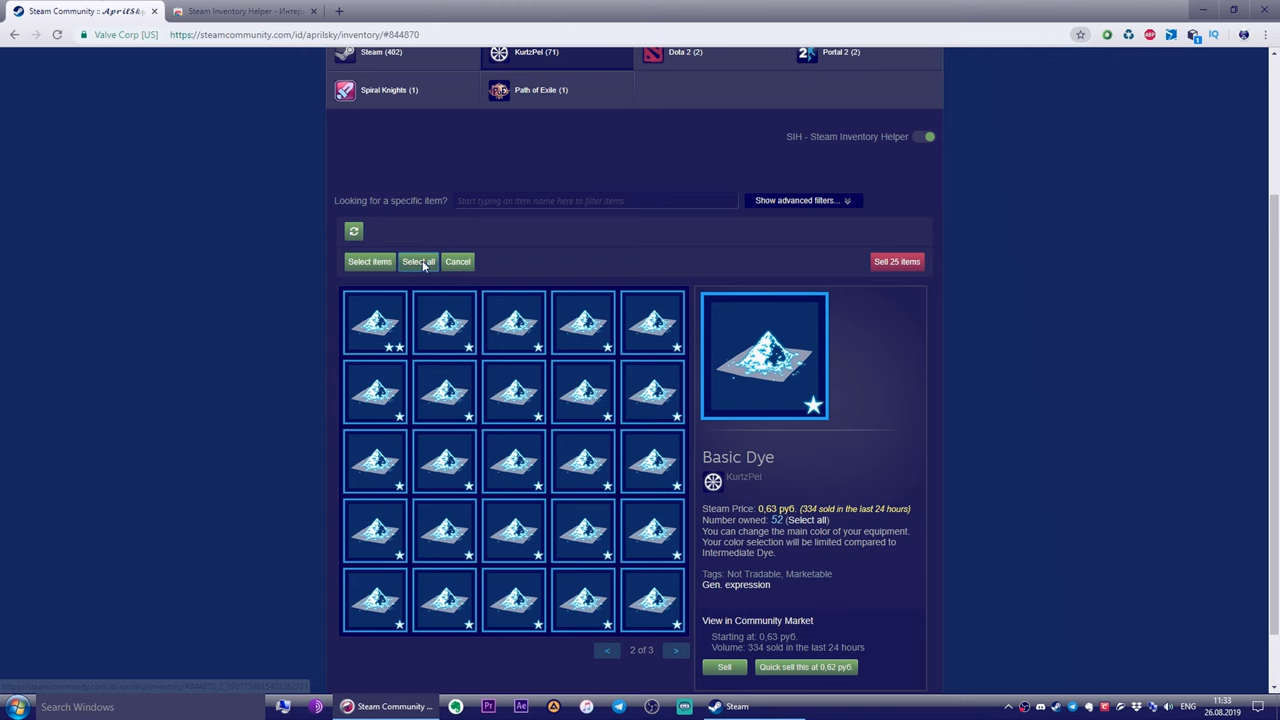 Steam Community :: AprilSky
Steam Inventory Helper - Интер
Valve Corp [US]
https://steamcommunity.com/id/aprilsky/inventory/#844870
Steam (402)
KurtzPel (71)
Dota 2 (2)
Portal 2 (2)
Spiral Knights (1)
Path of Exile (1)
SIH - Steam Inventory Helper
Looking for a specific item?
Start typing an item name here to filter items
Show advanced filters...
Select items
Select all
Cancel
Sell 25 items
Basic Dye
KurtzPel
Steam Price: 0,63 руб. (334 sold in the last 24 hours)
Number owned: 52 (Select all)
You can change the main color of your equipment.
Your color selection will be limited compared to
Intermediate Dye.
Tags: Not Tradable, Marketable
Gen. expression
View in Community Market
Starting at: 0,63 руб.
Volume: 334 sold in the last 24 hours
< 2 of 3 >
Sell
Quick sell this at 0,62 руб.
Search Windows
Steam Community ...
Steam
ENG
11:33
26.08.2019